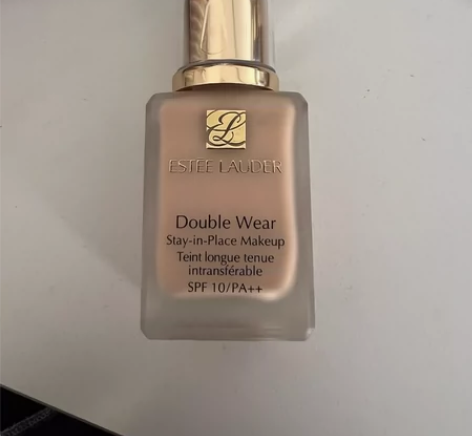 ESTEE LAUDER
Double Wear
Stay-in-Place Makeup
Teint longue tenue
intransférable
SPF 10/PA++